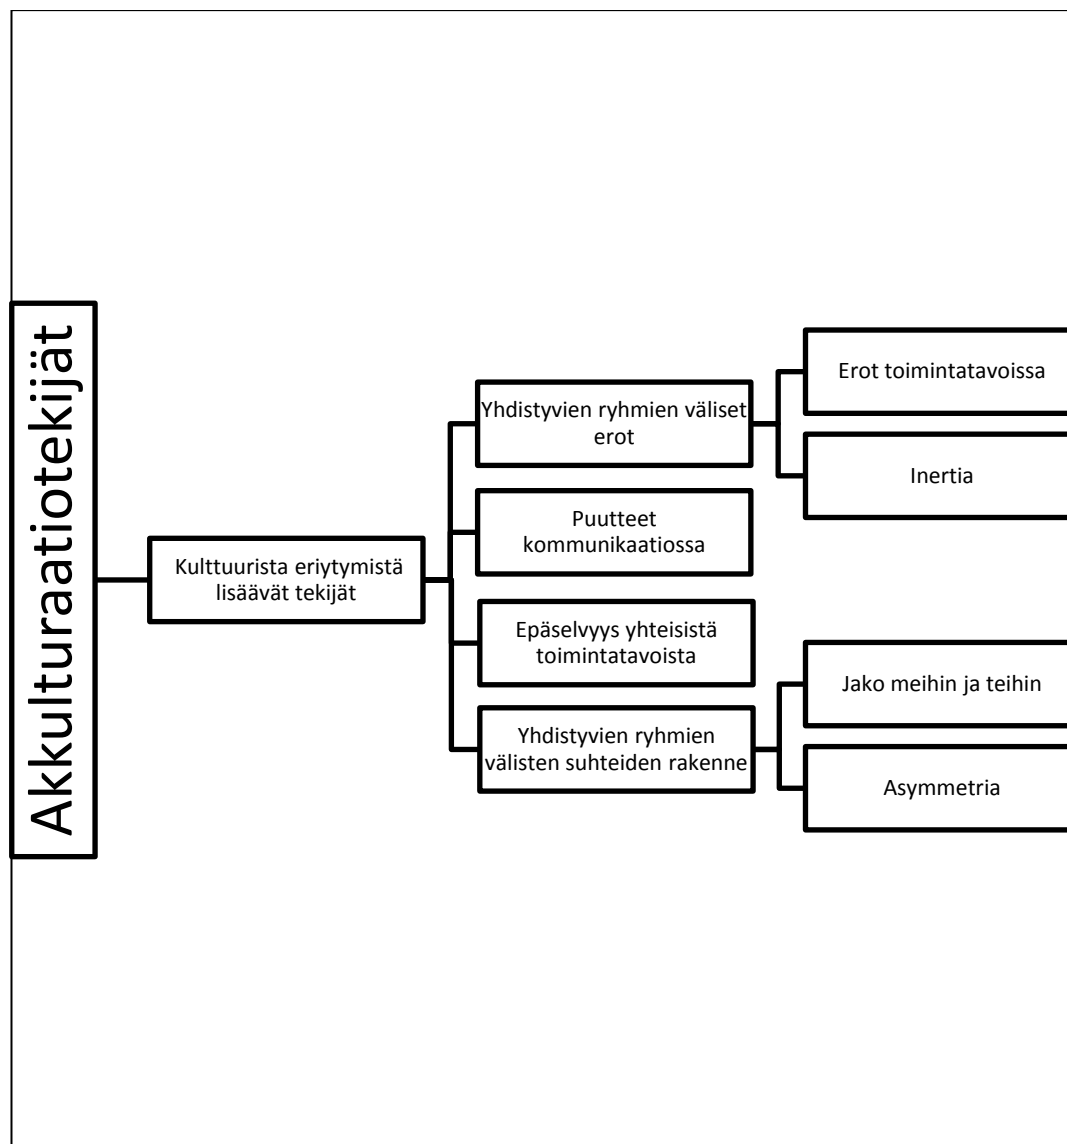 Akkulturaatiotekijät
Kulttuurista eriytymistä
lisäävät tekijät
Yhdistyvien ryhmien väliset
erot
Erot toimintatavoissa
Inertia
Puutteet
kommunikaatiossa
Epäselvyys yhteisistä
toimintatavoista
Yhdistyvien ryhmien
välisten suhteiden rakenne
Jako meihin ja teihin
Asymmetria